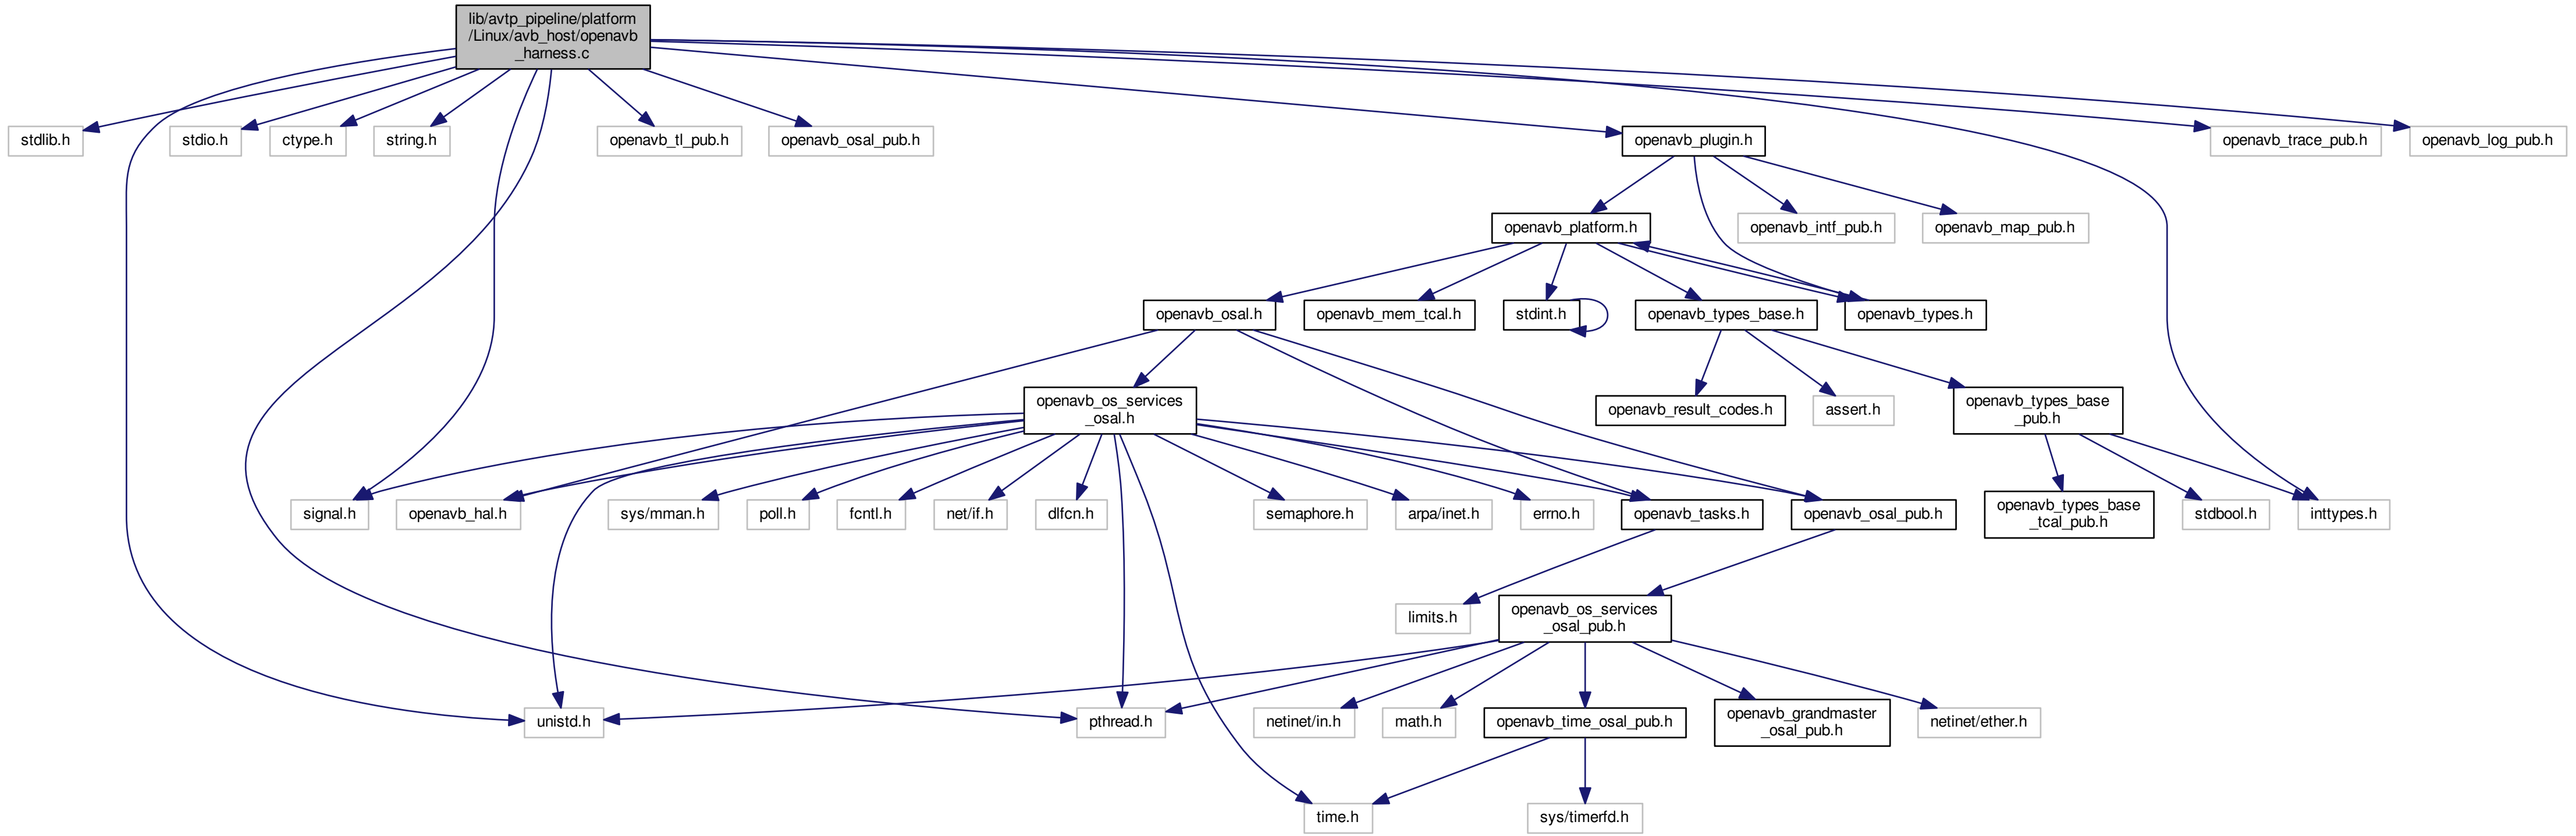 lib/avtp_pipeline/platform
/Linux/avb_host/openavb
_harness.c
stdlib.h
stdio.h
ctype.h
string.h
openavb_tl_pub.h
openavb_osal_pub.h
openavb_plugin.h
openavb_trace_pub.h
openavb_log_pub.h
openavb_platform.h
openavb_intf_pub.h
openavb_map_pub.h
openavb_osal.h
openavb_mem_tcal.h
stdint.h
openavb_types_base.h
openavb_types.h
openavb_os_services
_osal.h
openavb_result_codes.h
assert.h
openavb_types_base
_pub.h
signal.h
openavb_hal.h
sys/mman.h
poll.h
fcntl.h
net/if.h
dlfcn.h
semaphore.h
arpa/inet.h
errno.h
openavb_tasks.h
openavb_osal_pub.h
openavb_types_base
_tcal_pub.h
stdbool.h
inttypes.h
limits.h
openavb_os_services
_osal_pub.h
unistd.h
pthread.h
netinet/in.h
math.h
openavb_time_osal_pub.h
openavb_grandmaster
_osal_pub.h
netinet/ether.h
time.h
sys/timerfd.h